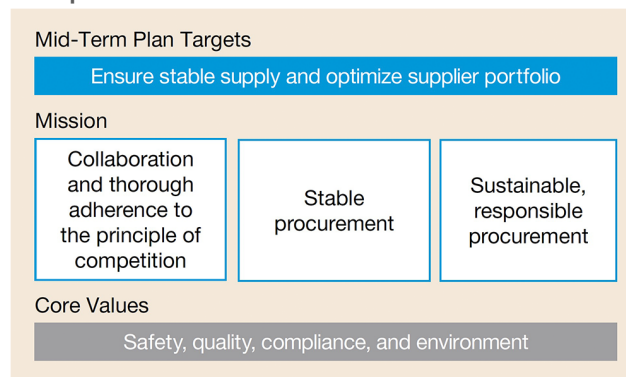 Mid-Term Plan Targets
Ensure stable supply and optimize supplier portfolio
Mission
Collaboration
and thorough
adherence to
the principle of
competition
Stable
procurement
Sustainable,
responsible
procurement
Core Values
Safety, quality, compliance, and environment